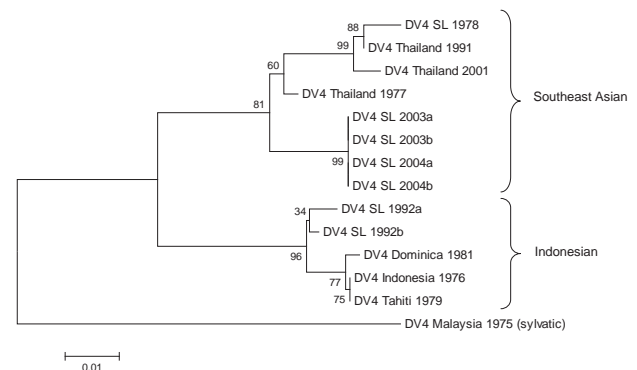 88
DV4 SL 1978
99
DV4 Thailand 1991
60
DV4 Thailand 2001
81
DV4 Thailand 1977
Southeast Asian
DV4 SL 2003a
DV4 SL 2003b
99
DV4 SL 2004a
DV4 SL 2004b
34
DV4 SL 1992a
DV4 SL 1992b
96
DV4 Dominica 1981
Indonesian
77
DV4 Indonesia 1976
75
DV4 Tahiti 1979
DV4 Malaysia 1975 (sylvatic)
0.01